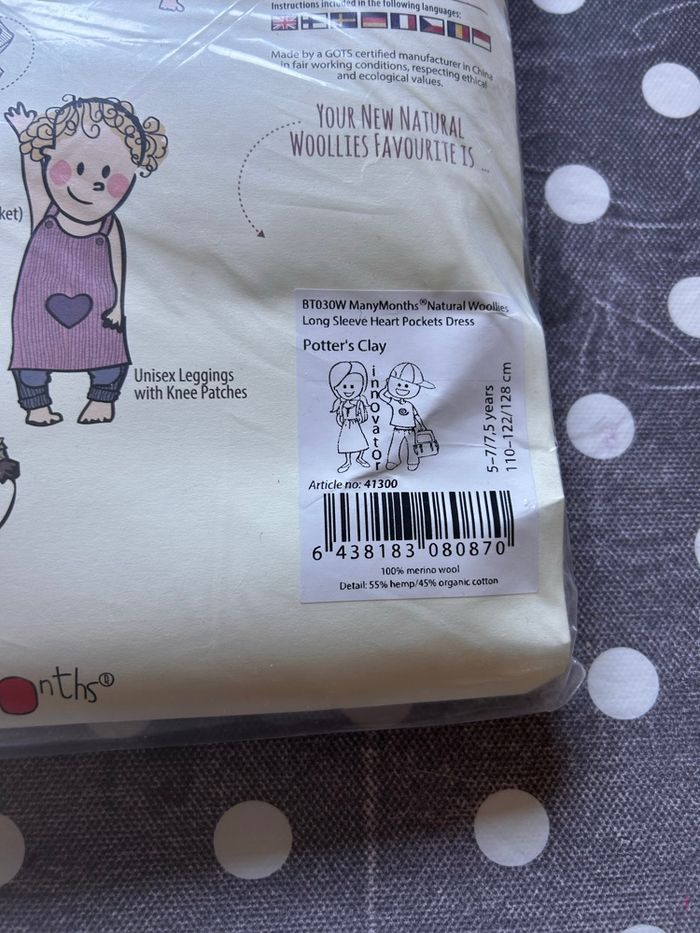 Instructions included in the following languages:
Made by a GOTS certified manufacturer in China
in fair working conditions, respecting ethical
and ecological values.
YOUR NEW NATURAL
WOOLLIES FAVOURITE IS ...
ket)
Unisex Leggings
with Knee Patches
BT030W ManyMonths®Natural Woollies
Long Sleeve Heart Pockets Dress
Potter's Clay
innovator
5–7/7,5 years
110–122/128 cm
Article no: 41300
6 438183 080870
100% merino wool
Detail: 55% hemp/45% organic cotton
nths®